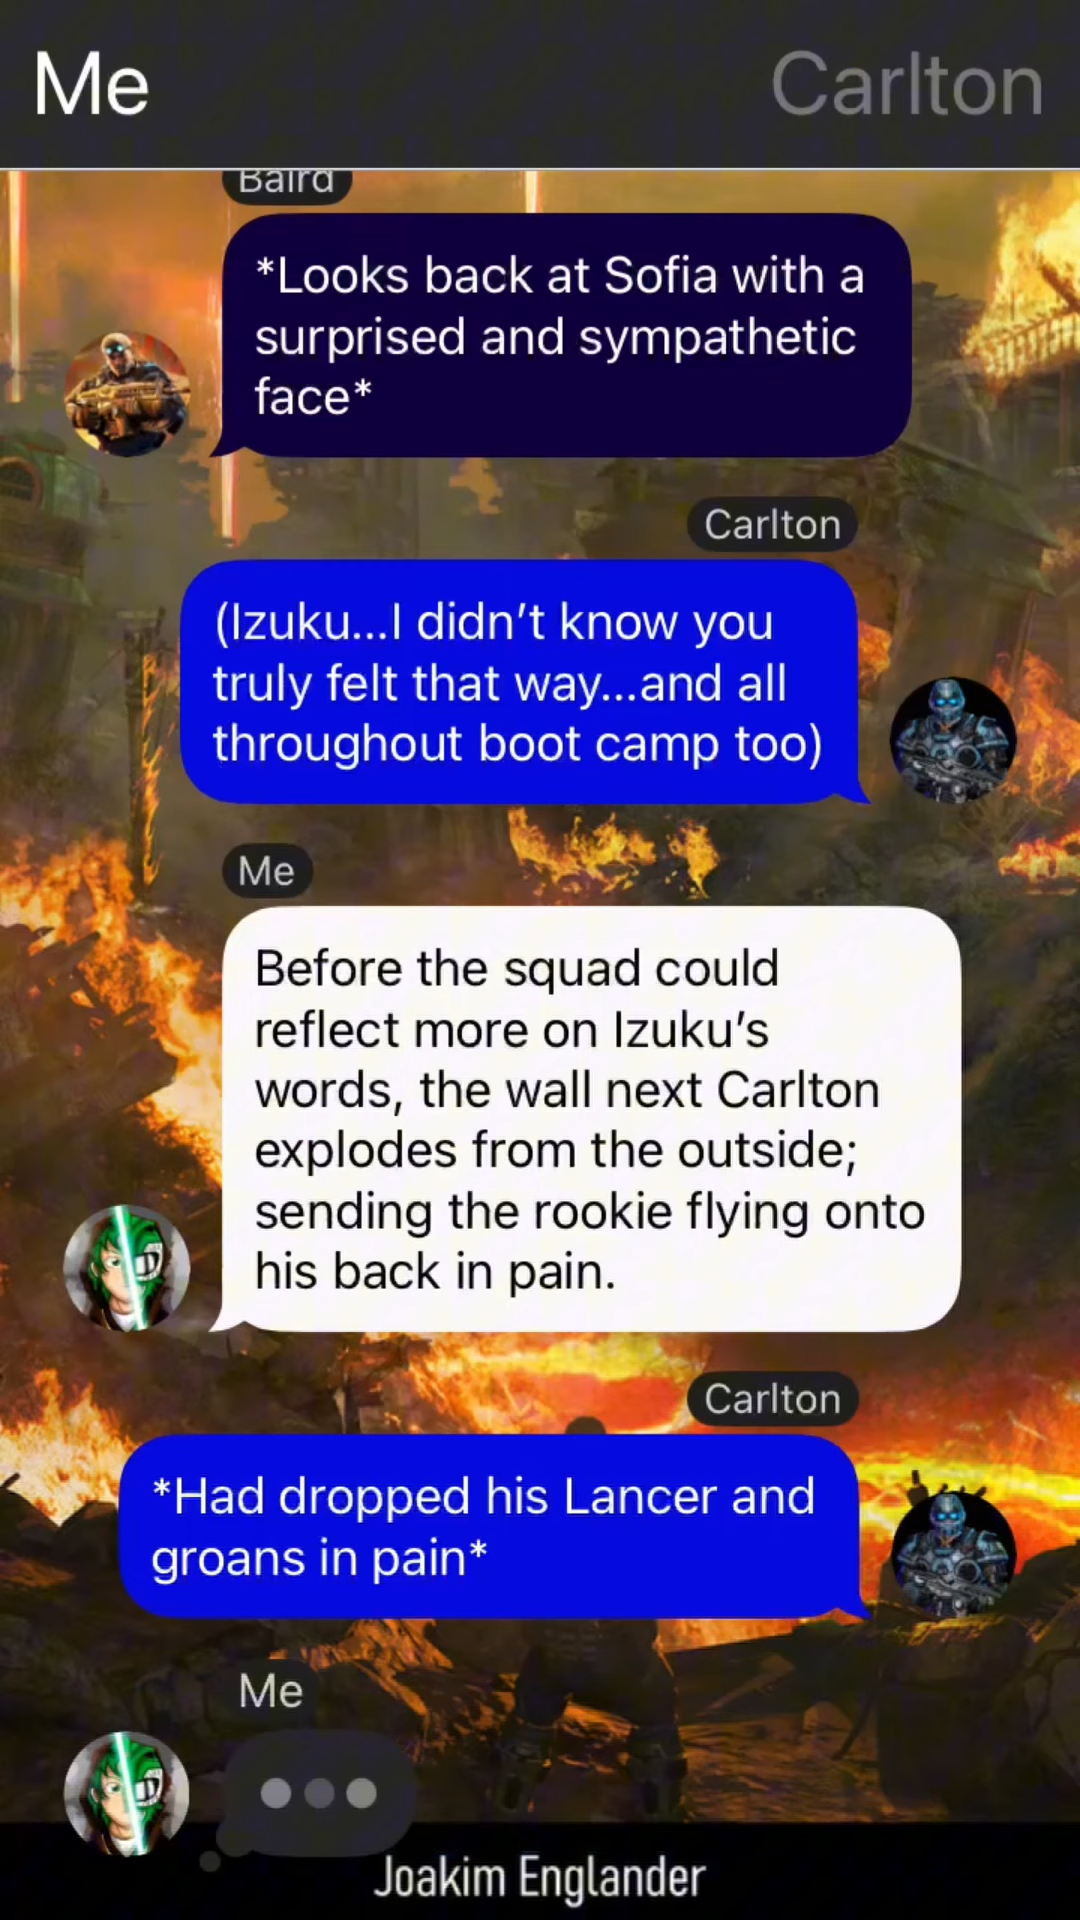 Me
Carlton
Baird
*Looks back at Sofia with a
surprised and sympathetic
face*
Carlton
(Izuku...I didn’t know you
truly felt that way...and all
throughout boot camp too)
Me
Before the squad could
reflect more on Izuku’s
words, the wall next Carlton
explodes from the outside;
sending the rookie flying onto
his back in pain.
Carlton
*Had dropped his Lancer and
groans in pain*
Me
Joakim Englander